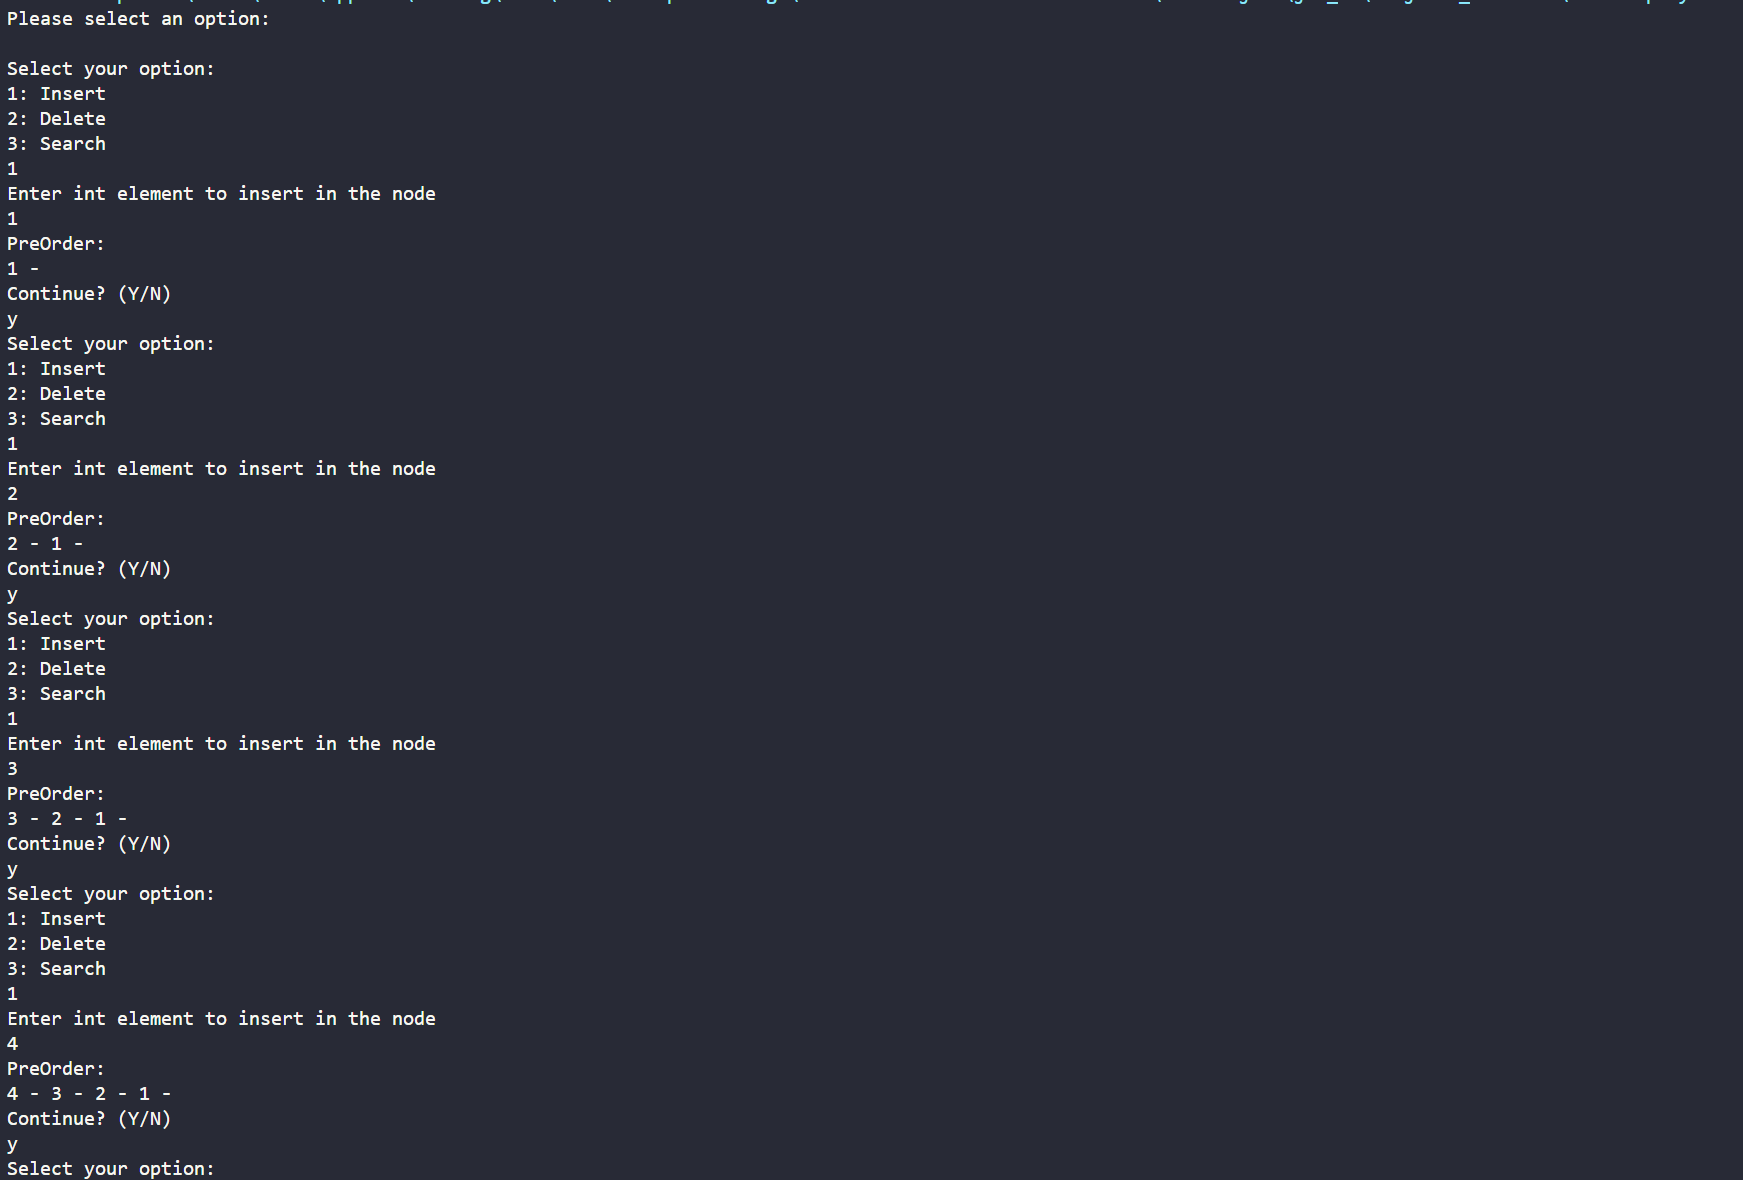 Please select an option:
Select your option:
1: Insert
2: Delete
3: Search
1
Enter int element to insert in the node
1
PreOrder:
1 -
Continue? (Y/N)
y
Select your option:
1: Insert
2: Delete
3: Search
1
Enter int element to insert in the node
2
PreOrder:
2 - 1 -
Continue? (Y/N)
y
Select your option:
1: Insert
2: Delete
3: Search
1
Enter int element to insert in the node
3
PreOrder:
3 - 2 - 1 -
Continue? (Y/N)
y
Select your option:
1: Insert
2: Delete
3: Search
1
Enter int element to insert in the node
4
PreOrder:
4 - 3 - 2 - 1 -
Continue? (Y/N)
y
Select your option: